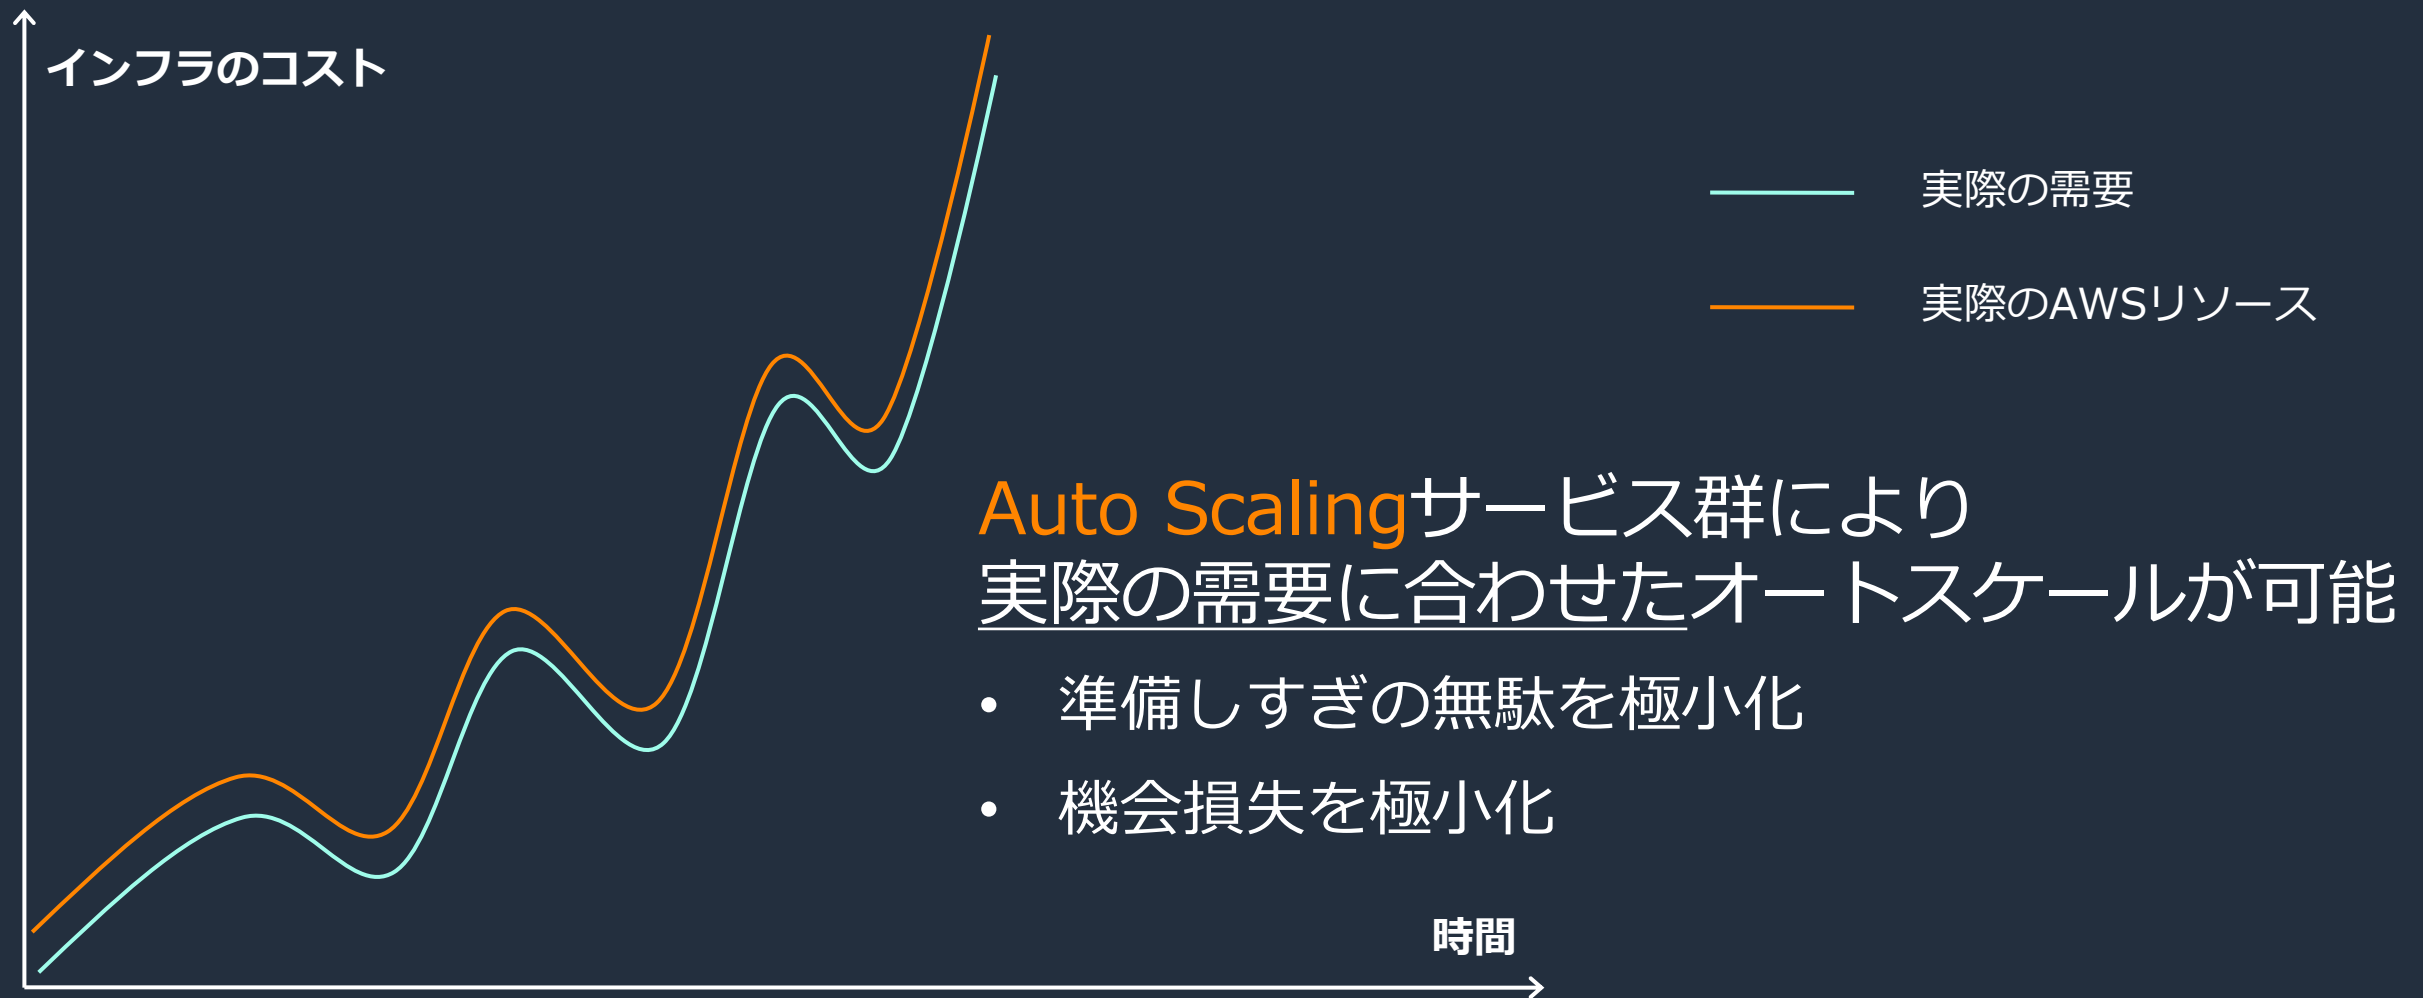 インフラのコスト
実際の需要
実際のAWSリソース
Auto Scalingサービス群により
実際の需要に合わせたオートスケールが可能
• 準備しすぎの無駄を極小化
• 機会損失を極小化
時間